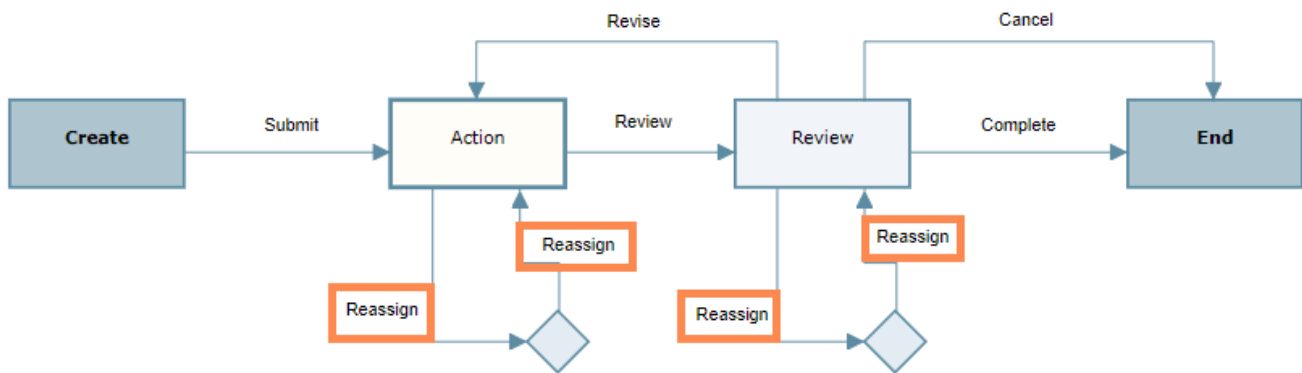 Revise
Cancel
Create
Submit
Action
Review
Review
Complete
End
Reassign
Reassign
Reassign
Reassign